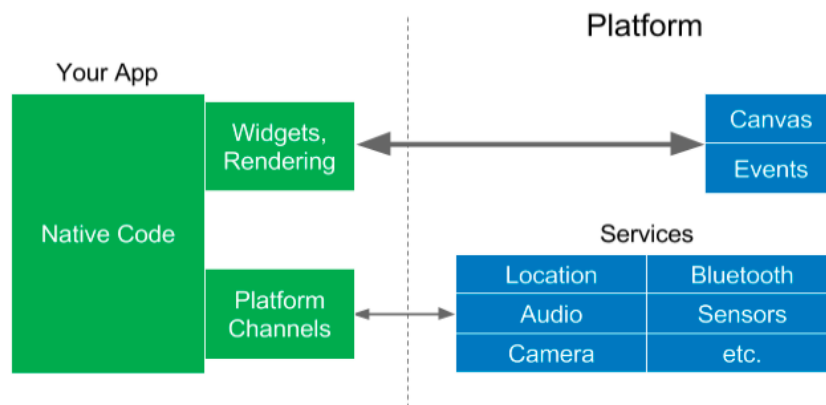 Platform
Your App
Widgets,
Rendering
Canvas
Events
Native Code
Services
Location
Bluetooth
Platform
Channels
Audio
Sensors
Camera
etc.